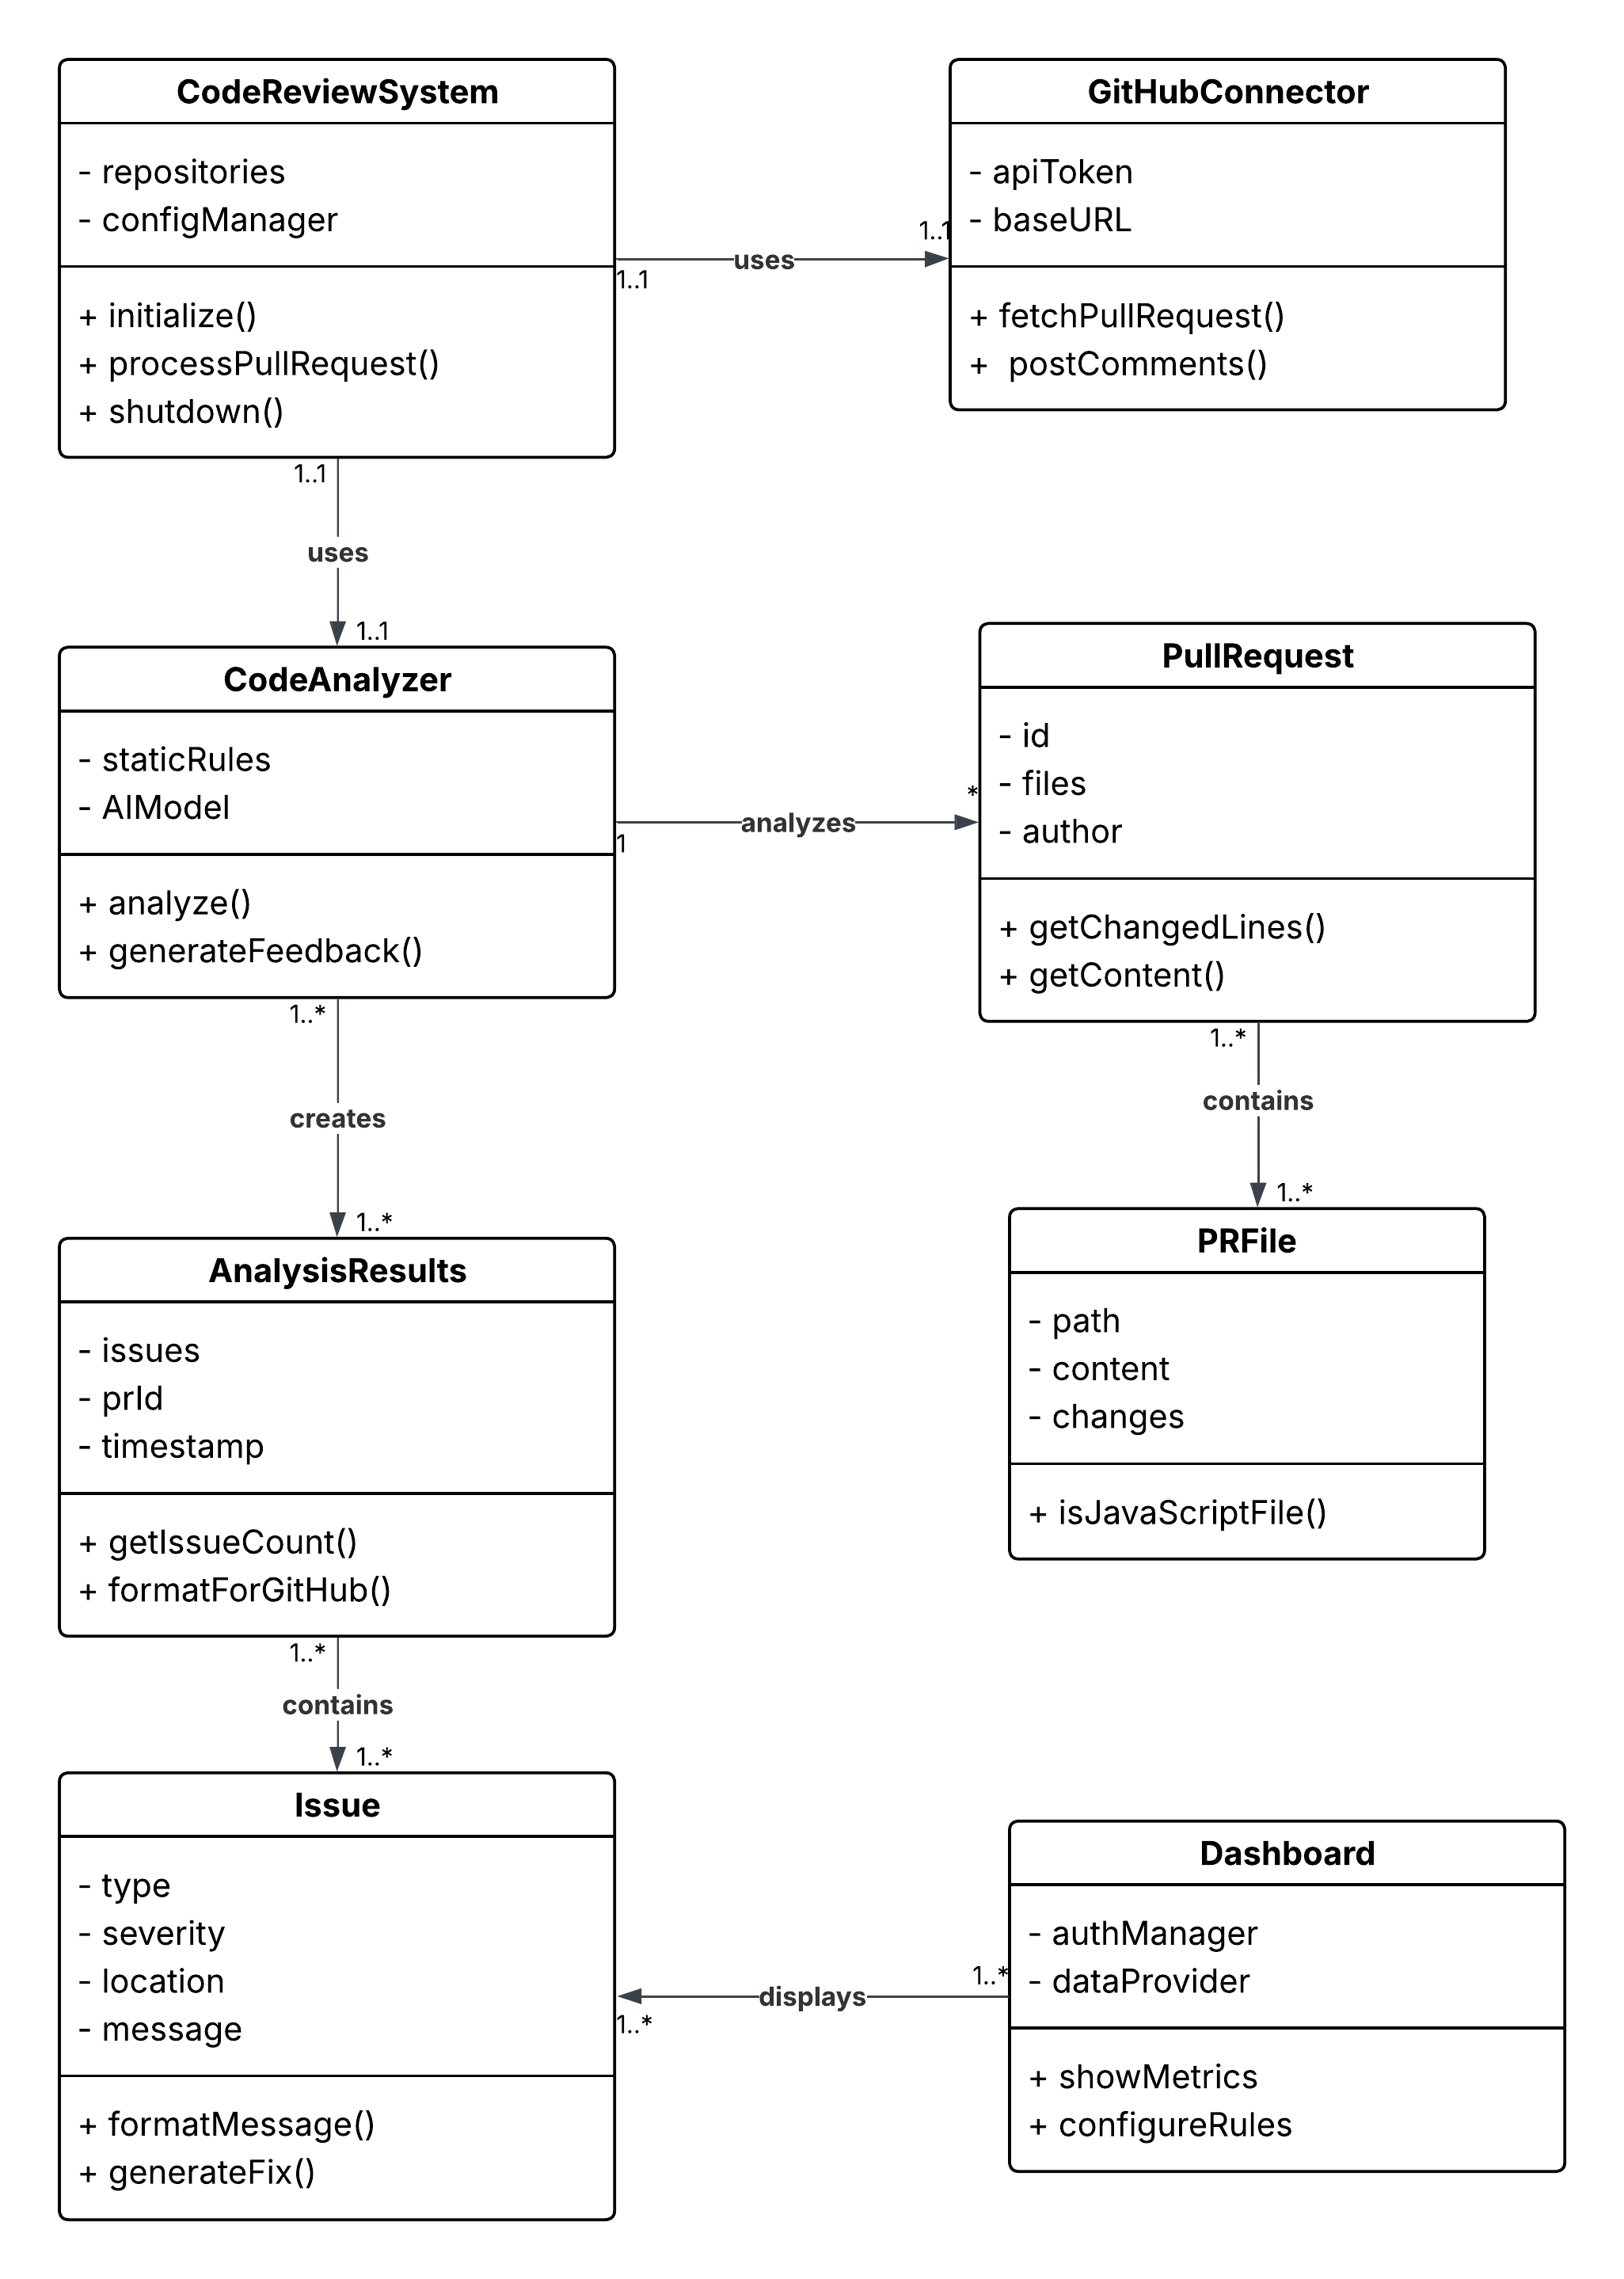 CodeReviewSystem
- repositories
- configManager
+ initialize()
+ processPullRequest()
+ shutdown()
GitHubConnector
- apiToken
- baseURL
+ fetchPullRequest()
+  postComments()
1..1
uses
1..1
1..1
uses
1..1
CodeAnalyzer
- staticRules
- AIModel
+ analyze()
+ generateFeedback()
PullRequest
- id
- files
- author
+ getChangedLines()
+ getContent()
*
analyzes
1
1..*
creates
1..*
1..*
contains
1..*
AnalysisResults
- issues
- prId
- timestamp
+ getIssueCount()
+ formatForGitHub()
PRFile
- path
- content
- changes
+ isJavaScriptFile()
1..*
contains
1..*
Issue
- type
- severity
- location
- message
+ formatMessage()
+ generateFix()
1..*
displays
1..*
Dashboard
- authManager
- dataProvider
+ showMetrics
+ configureRules